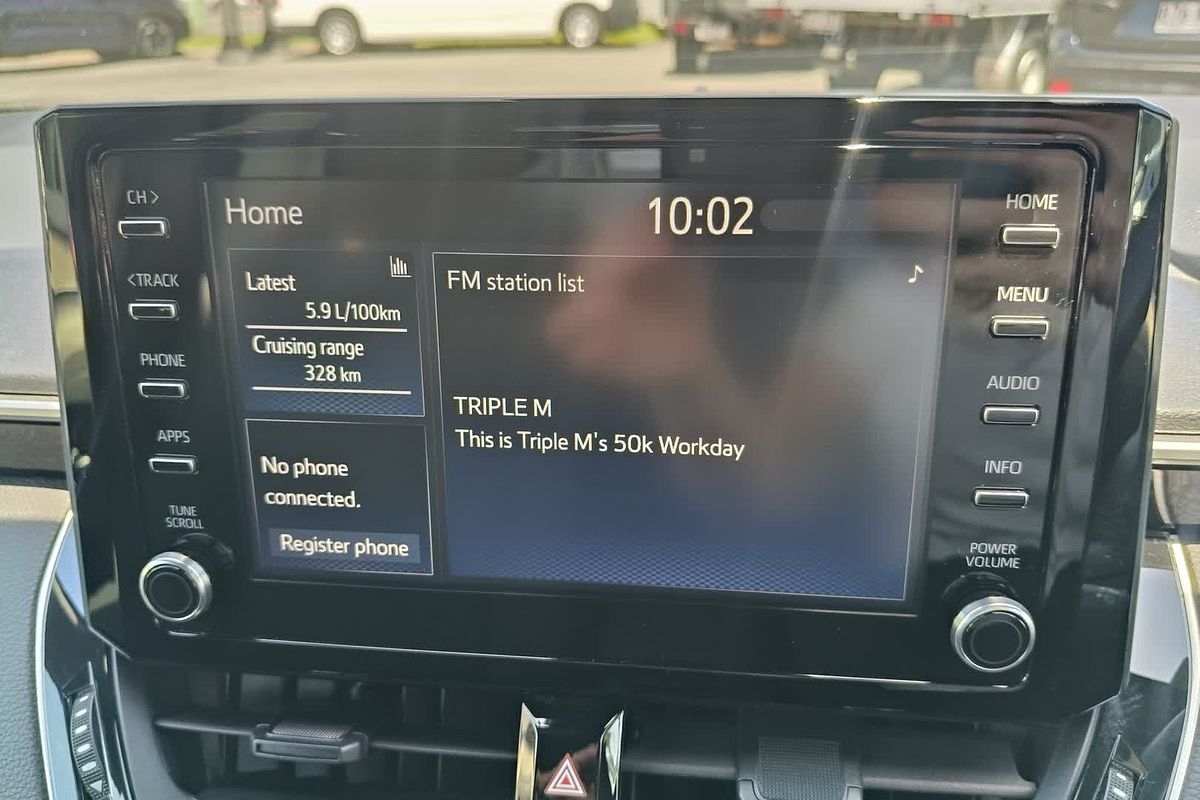 CH >
<TRACK
PHONE
APPS
TUNE
SCROLL
Home
10:02
Latest
5.9 L/100km
Cruising range
328 km
No phone
connected.
Register phone
FM station list
TRIPLE M
This is Triple M's 50k Workday
HOME
MENU
AUDIO
INFO
POWER
VOLUME